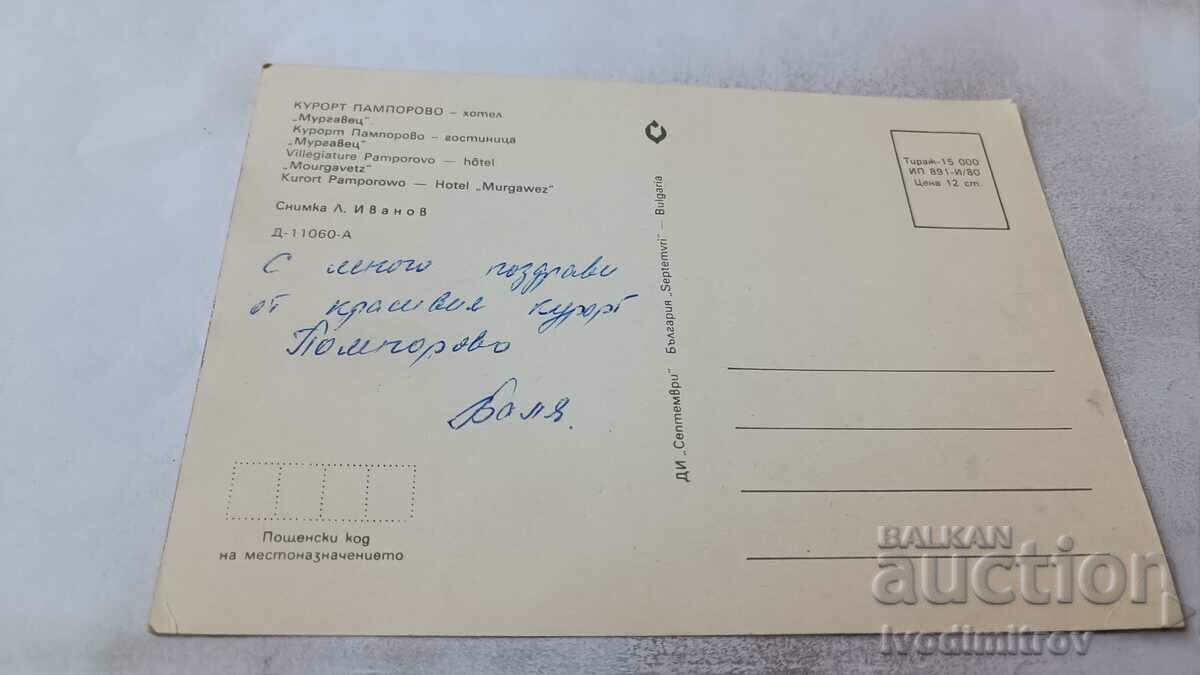 КУРОРТ ПАМПОРОВО – хотел
„Мургавец".
Курорт Пампорово – гостиница
„Мургавец"
Villégiature Pamporovo — hôtel
„Mourgavetz"
Kurort Pamporowo — Hotel „Murgawez"
Снимка Л. Иванов
Д-11060-А
С много поздрави
от красивия курорт
Пампорово
Валя.
Пощенски код
на местоназначението
ДИ „Септември" България „Septemvri" — Bulgaria
Тираж-15 000
ИП 891-И/80
Цена 12 ст.
BALKAN
auction
Ivodimitrov